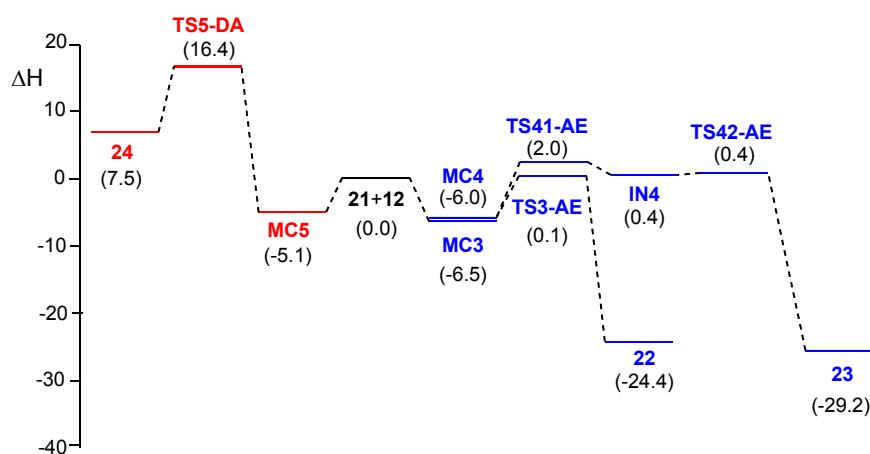 TS5-DA
(16.4)
20
ΔH
10
0
-10
-20
-30
-40
24
(7.5)
MC5
(-5.1)
21+12
(0.0)
MC4
(-6.0)
MC3
(-6.5)
TS41-AE
(2.0)
TS3-AE
(0.1)
IN4
(0.4)
TS42-AE
(0.4)
22
(-24.4)
23
(-29.2)